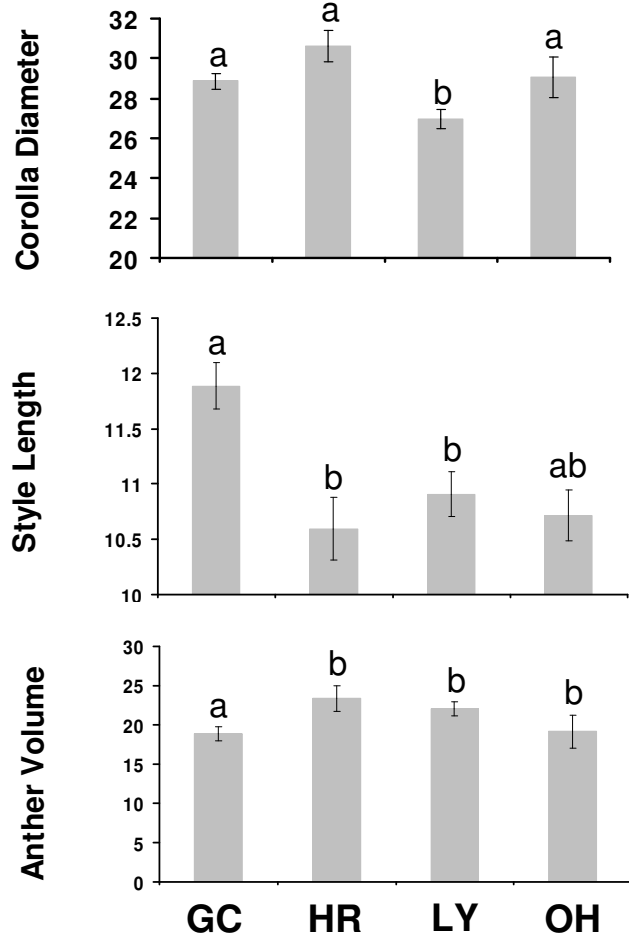 Corolla Diameter
32
30
28
26
24
22
20
a
a
b
a
Style Length
12.5
12
11.5
11
10.5
10
a
b
b
ab
Anther Volume
30
25
20
15
10
5
0
a
b
b
b
GC HR LY OH